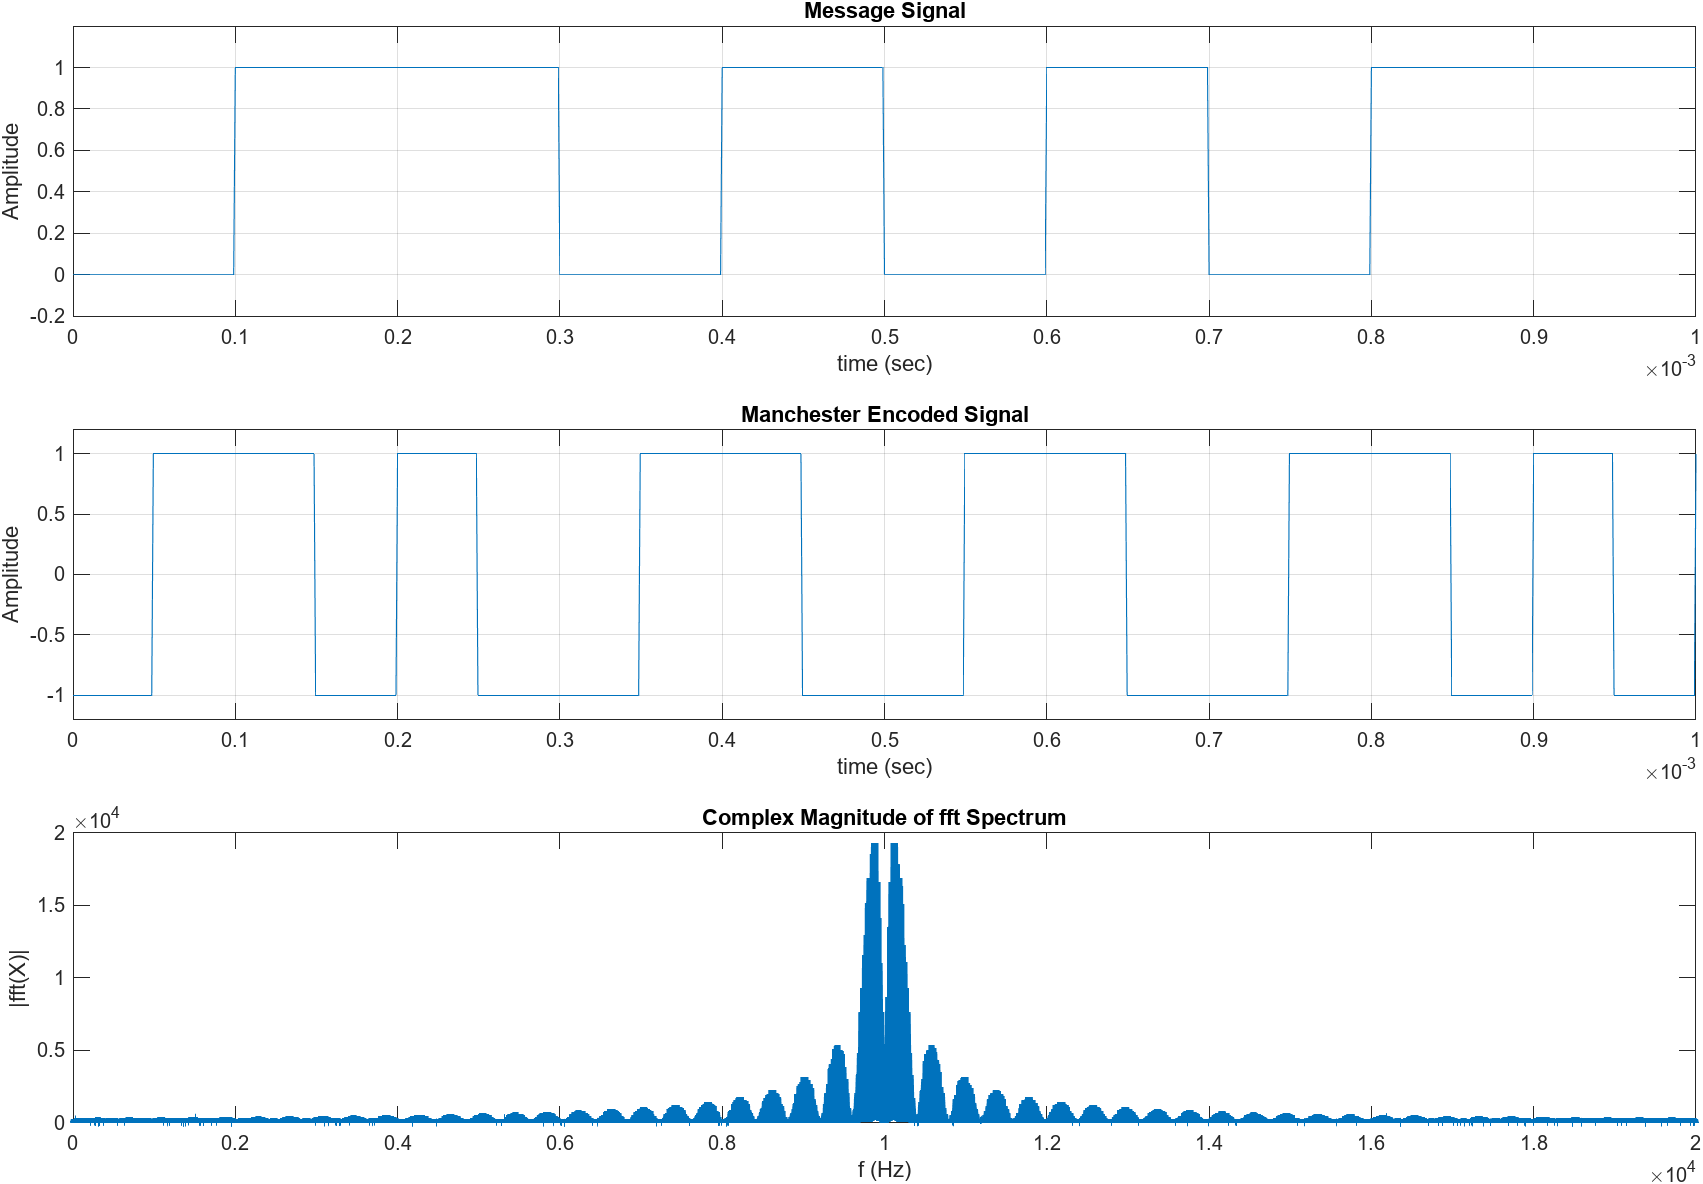 Message Signal
1
0.8
0.6
0.4
0.2
0
-0.2
Amplitude
0 0.1 0.2 0.3 0.4 0.5 0.6 0.7 0.8 0.9 1
time (sec)
×10-3
Manchester Encoded Signal
1
0.5
0
-0.5
-1
Amplitude
0 0.1 0.2 0.3 0.4 0.5 0.6 0.7 0.8 0.9 1
time (sec)
×10-3
Complex Magnitude of fft Spectrum
×104
2
1.5
1
0.5
0
|fft(X)|
0 0.2 0.4 0.6 0.8 1 1.2 1.4 1.6 1.8 2
f (Hz)
×104